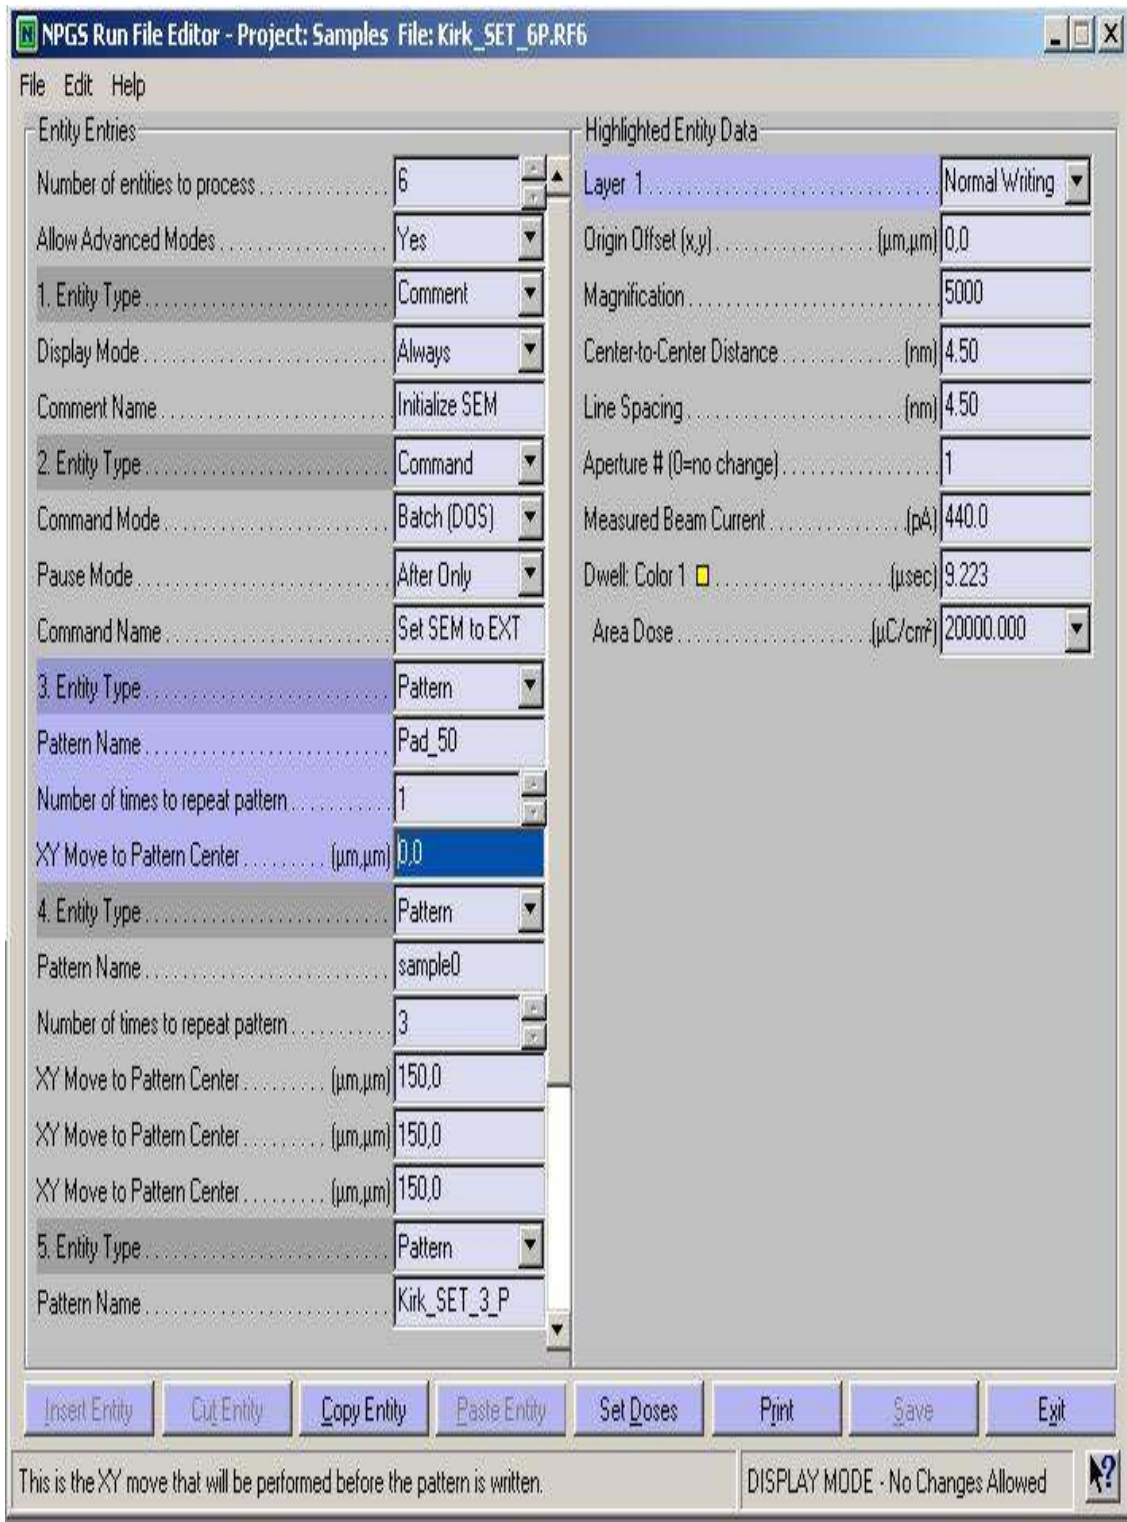 NPGS Run File Editor - Project: Samples File: Kirk_SET_6P.RF6
File Edit Help
Entity Entries
Number of entities to process 6
Allow Advanced Modes Yes
1. Entity Type Comment
Display Mode Always
Comment Name Initialize SEM
2. Entity Type Command
Command Mode Batch (DOS)
Pause Mode After Only
Command Name Set SEM to EXT
3. Entity Type Pattern
Pattern Name Pad_50
Number of times to repeat pattern 1
XY Move to Pattern Center (µm,µm) 0,0
4. Entity Type Pattern
Pattern Name sample0
Number of times to repeat pattern 3
XY Move to Pattern Center (µm,µm) 150,0
XY Move to Pattern Center (µm,µm) 150,0
XY Move to Pattern Center (µm,µm) 150,0
5. Entity Type Pattern
Pattern Name Kirk_SET_3_P
Highlighted Entity Data
Layer 1 Normal Writing
Origin Offset (x,y) (µm,µm) 0,0
Magnification 5000
Center-to-Center Distance (nm) 4.50
Line Spacing (nm) 4.50
Aperture # (0=no change) 1
Measured Beam Current (pA) 440.0
Dwell: Color 1 (µsec) 9.223
Area Dose (µC/cm²) 20000.000
Insert Entity Cut Entity Copy Entity Paste Entity Set Doses Print Save Exit
This is the XY move that will be performed before the pattern is written. DISPLAY MODE - No Changes Allowed